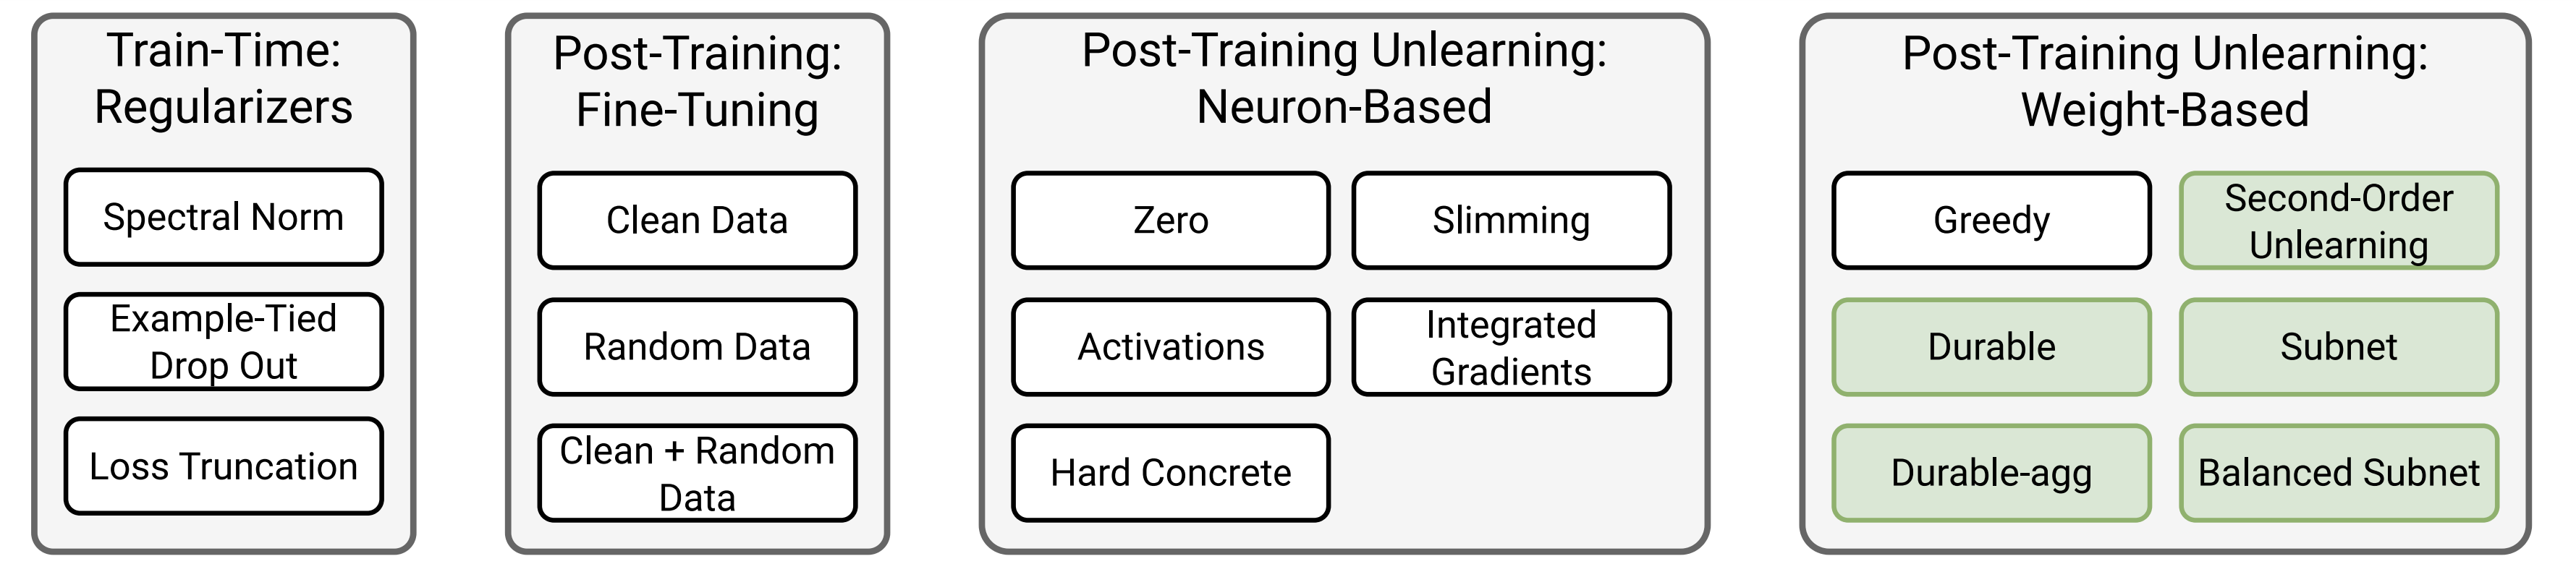 Train-Time:
Regularizers
Spectral Norm
Example-Tied
Drop Out
Loss Truncation
Post-Training:
Fine-Tuning
Clean Data
Random Data
Clean + Random
Data
Post-Training Unlearning:
Neuron-Based
Zero
Slimming
Activations
Integrated
Gradients
Hard Concrete
Post-Training Unlearning:
Weight-Based
Greedy
Second-Order
Unlearning
Durable
Subnet
Durable-agg
Balanced Subnet